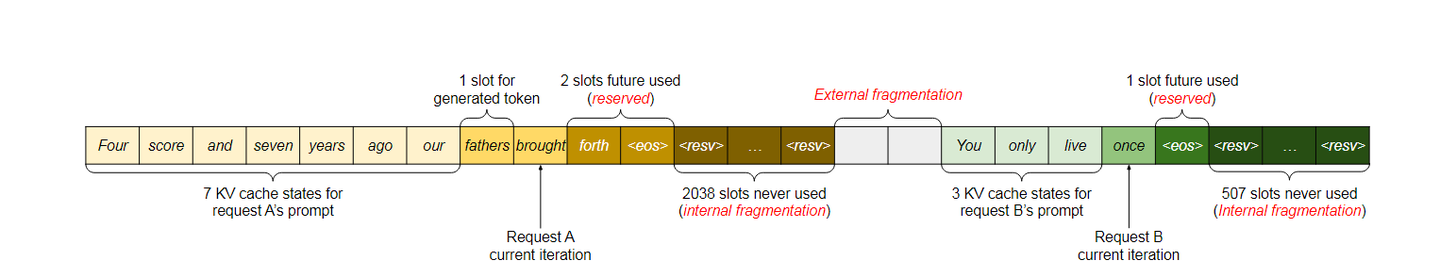 1 slot for
generated token
2 slots future used
(reserved)
External fragmentation
1 slot future used
(reserved)
Four score and seven years ago our fathers brought forth <eos> <resv> … <resv> You only live once <eos> <resv> … <resv>
7 KV cache states for
request A's prompt
2038 slots never used
(internal fragmentation)
3 KV cache states for
request B's prompt
507 slots never used
(Internal fragmentation)
Request A
current iteration
Request B
current iteration